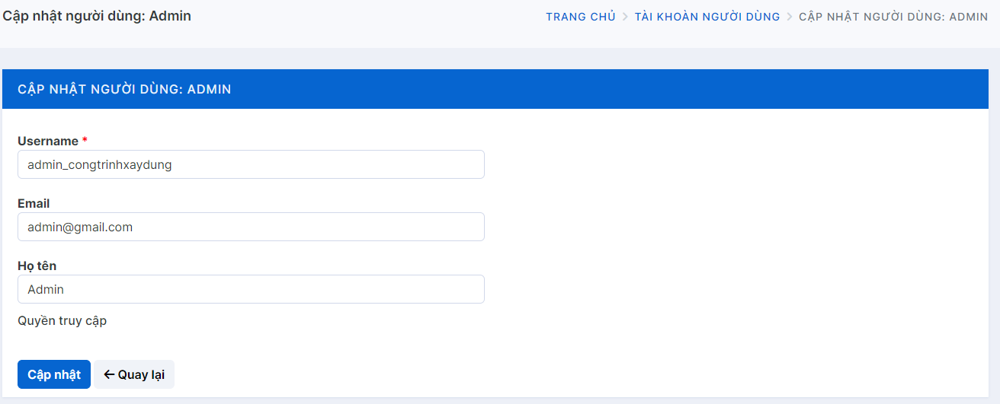 Cập nhật người dùng: Admin
TRANG CHỦ > TÀI KHOẢN NGƯỜI DÙNG > CẬP NHẬT NGƯỜI DÙNG: ADMIN
CẬP NHẬT NGƯỜI DÙNG: ADMIN
Username *
admin_congtrinhxaydung
Email
admin@gmail.com
Họ tên
Admin
Quyền truy cập
Cập nhật ← Quay lại